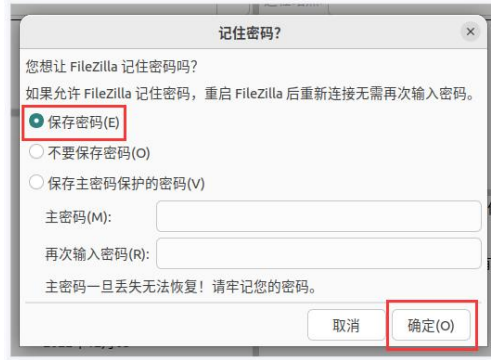 记住密码?
您想让 FileZilla 记住密码吗?
如果允许 FileZilla 记住密码，重启 FileZilla 后重新连接无需再次输入密码。
保存密码(E)
不要保存密码(O)
保存主密码保护的密码(V)
主密码(M):
再次输入密码(R):
主密码一旦丢失无法恢复！请牢记您的密码。
取消
确定(O)